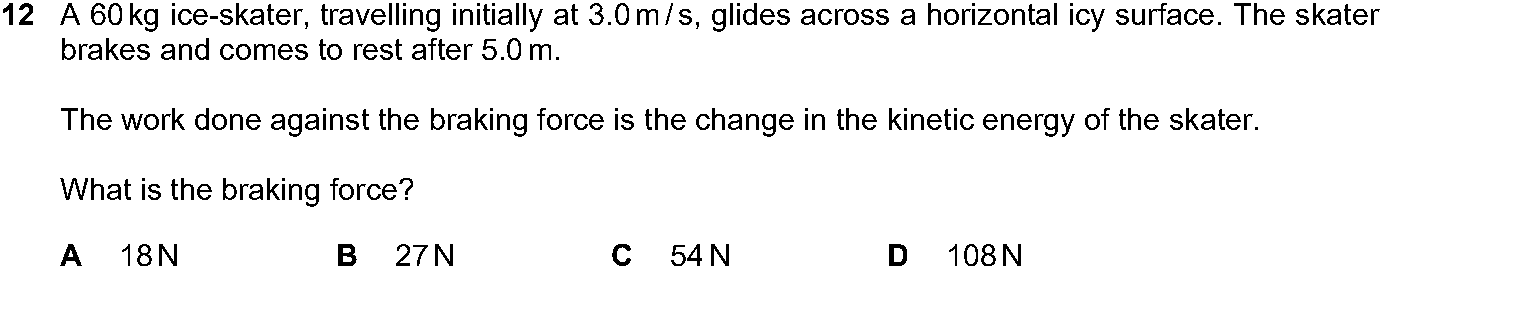 12 A 60 kg ice-skater, travelling initially at 3.0 m / s, glides across a horizontal icy surface. The skater
brakes and comes to rest after 5.0 m.
The work done against the braking force is the change in the kinetic energy of the skater.
What is the braking force?
A 18 N B 27 N C 54 N D 108 N